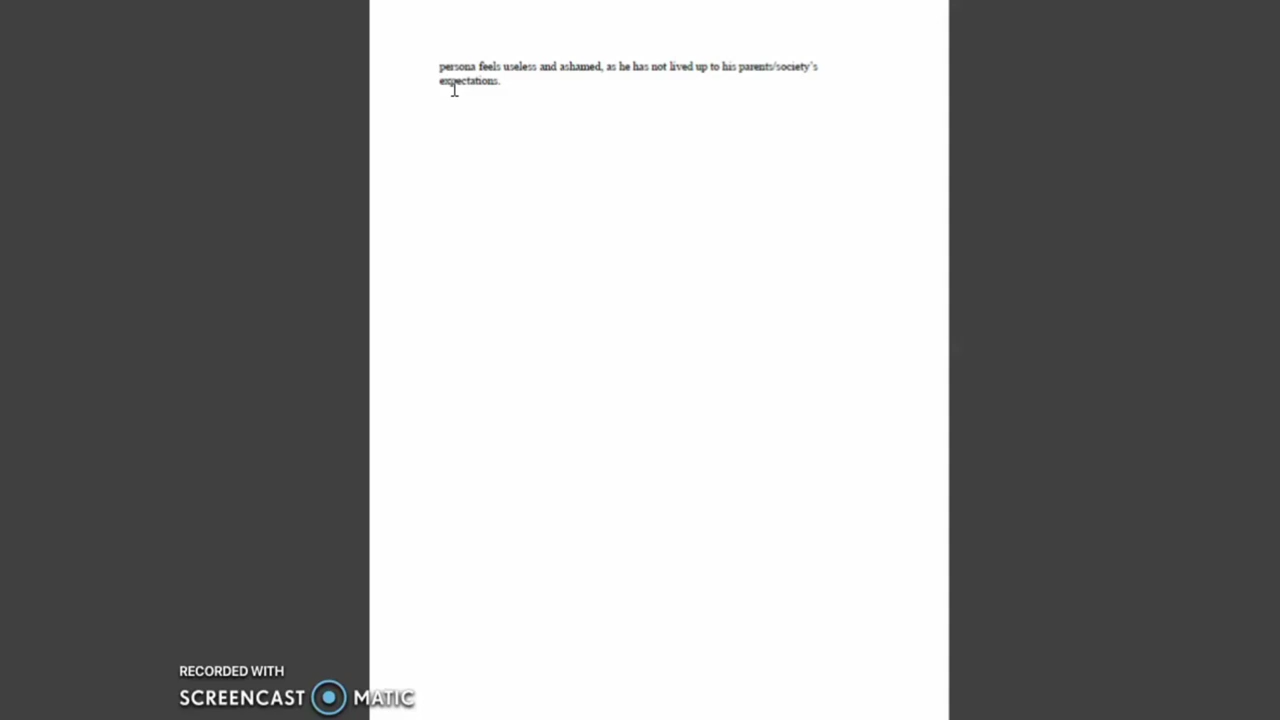 persona feels useless and ashamed, as he has not lived up to his parents/society's
expectations.
RECORDED WITH
SCREENCAST MATIC